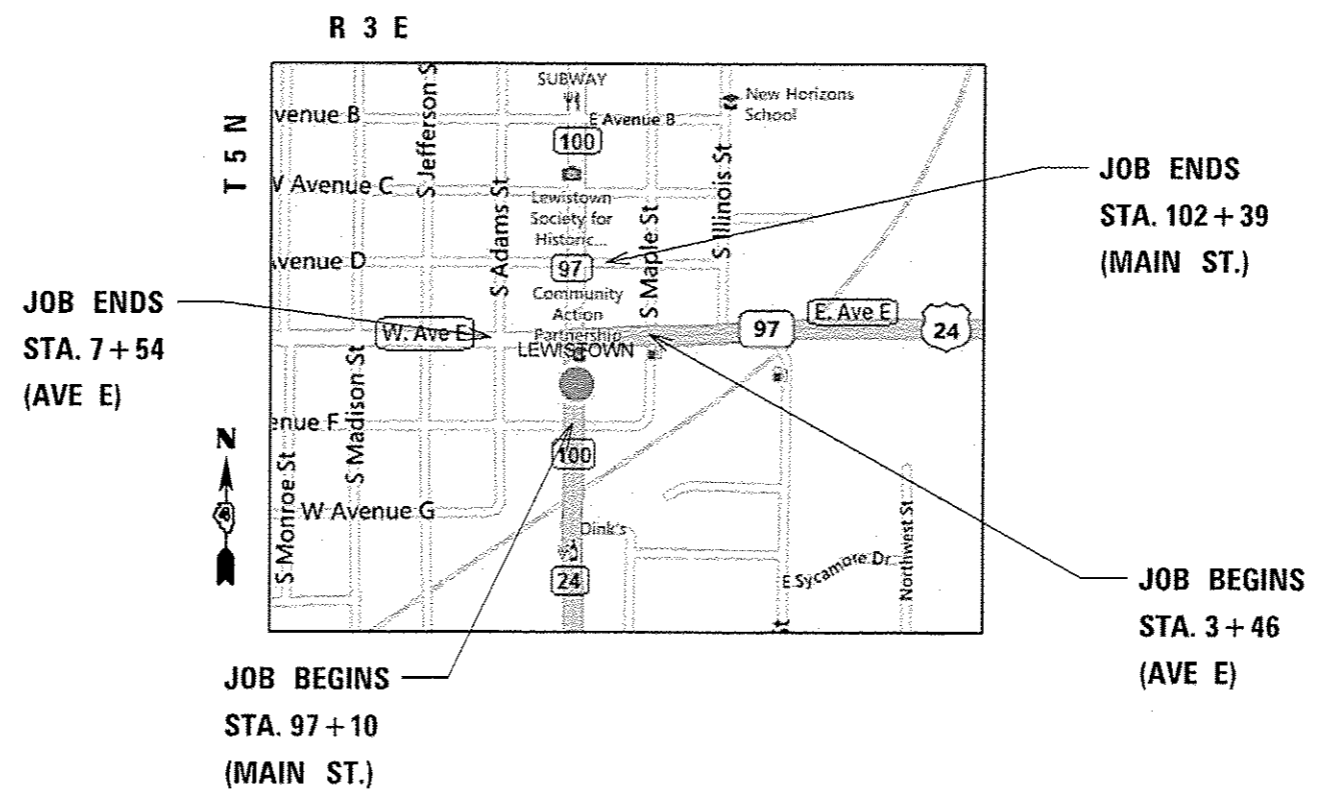 R 3 E
T 5 N
SUBWAY
New Horizons
School
venue B
E Avenue B
100
S Jefferson S
V Avenue C
Lewistown
Society for
Historic...
S Adams St
S Maple St
S Illinois St
JOB ENDS
STA. 102+39
(MAIN ST.)
venue D
97
Community
Action
Partnership
LEWISTOWN
JOB ENDS
STA. 7+54
(AVE E)
W. Ave E
97
E. Ave E
24
N
enue F
S Madison St
100
S Monroe St
W Avenue G
Dink's
24
E Sycamore Dr
Northwest St
st
JOB BEGINS
STA. 3+46
(AVE E)
JOB BEGINS
STA. 97+10
(MAIN ST.)